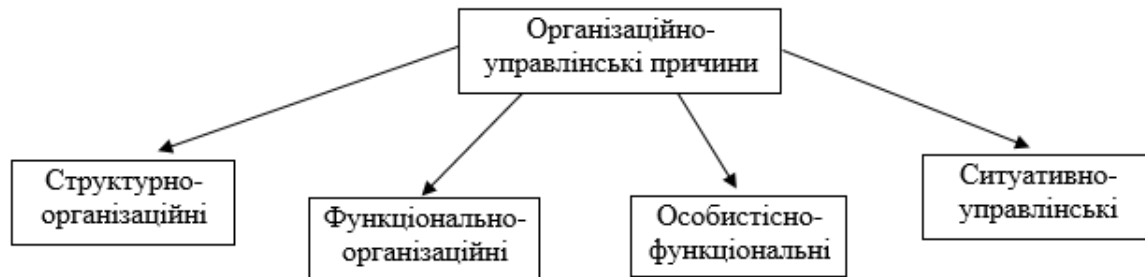 Організаційно-
управлінські причини
Структурно-
організаційні
Функціонально-
організаційні
Особистісно-
функціональні
Ситуативно-
управлінські